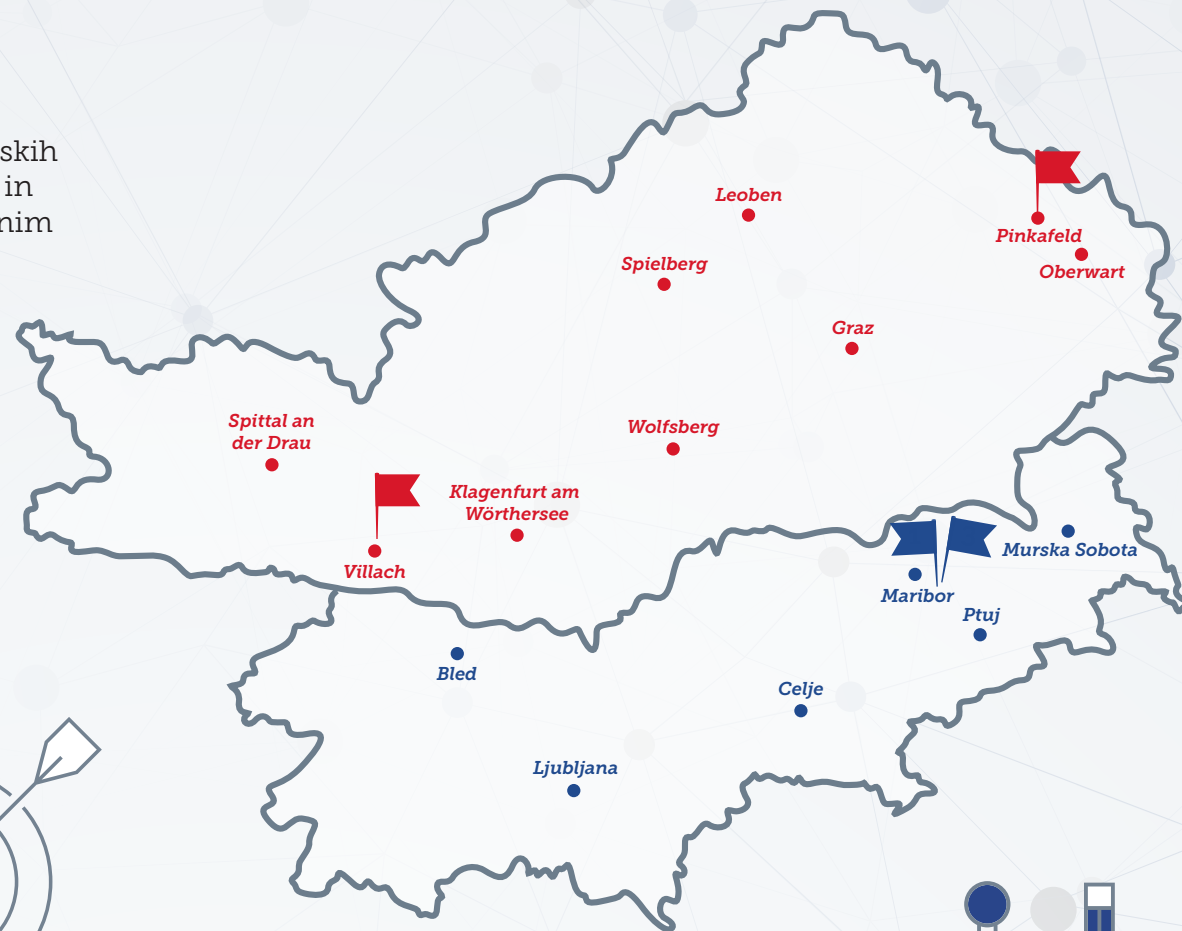 skih
in
nim
Leoben
Pinkafeld
Spielberg
Oberwart
Graz
Spittal an
der Drau
Wolfsberg
Klagenfurt am
Wörthersee
Villach
Murska Sobota
Maribor
Ptuj
Bled
Celje
Ljubljana